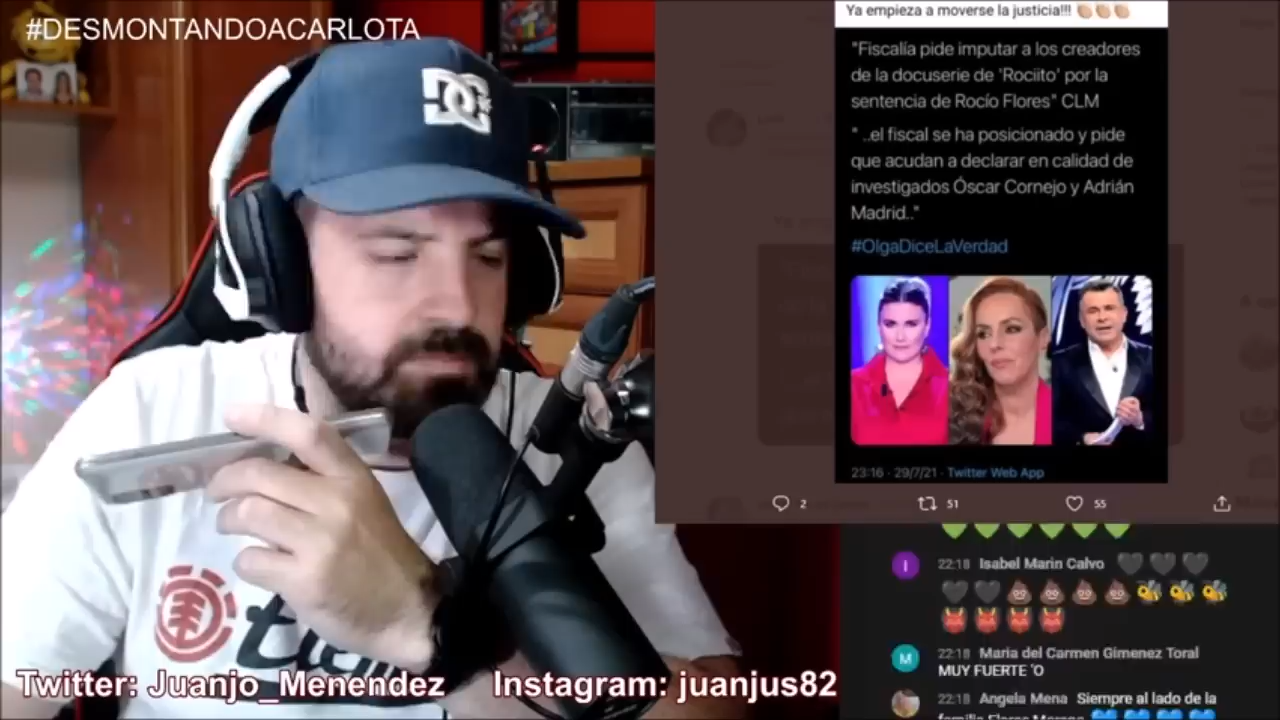 #DESMONTANDOACARLOTA
Ya empieza a moverse la justicia!!! 👏🏼👏🏼👏🏼
"Fiscalía pide imputar a los creadores
de la docuserie de 'Rociito' por la
sentencia de Rocío Flores" CLM
" ..el fiscal se ha posicionado y pide
que acudan a declarar en calidad de
investigados Óscar Cornejo y Adrián
Madrid.."
#OlgaDiceLaVerdad
23:16 · 29/7/21 · Twitter Web App
2 51 55
DC
I 22:18 Isabel Marin Calvo 🖤🖤🖤
🖤🖤💩💩💩💩🐝🐝🐝
👹👹👹👹
M 22:18 Maria del Carmen Gimenez Toral
MUY FUERTE 'O
22:18 Angela Mena Siempre al lado de la
familia Flores Moreno
Twitter: Juanjo_Menendez Instagram: juanjus82